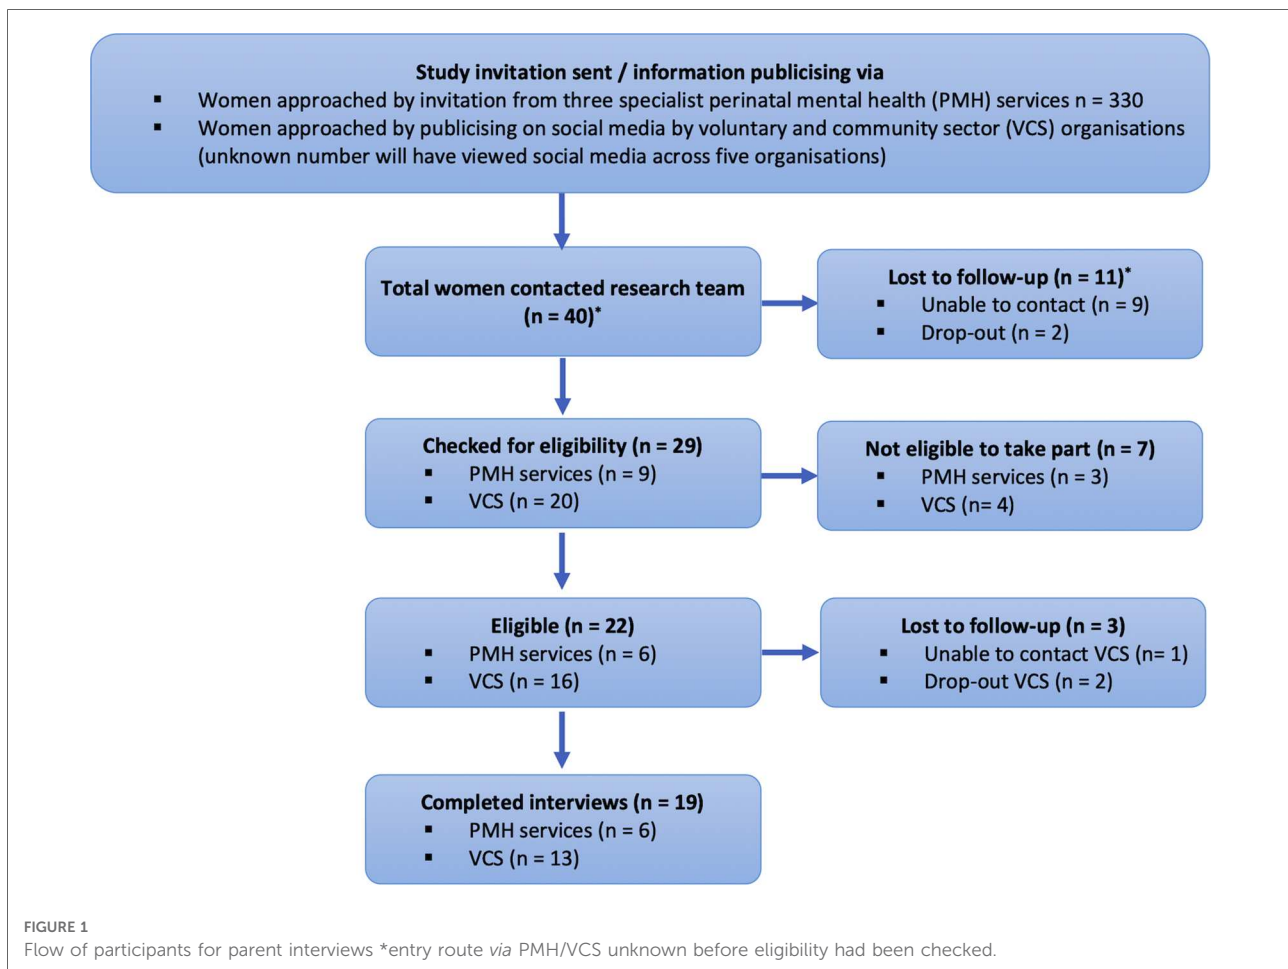 Study invitation sent / information publicising via
▪ Women approached by invitation from three specialist perinatal mental health (PMH) services n = 330
▪ Women approached by publicising on social media by voluntary and community sector (VCS) organisations
(unknown number will have viewed social media across five organisations)
Total women contacted research team
(n = 40)*
Lost to follow-up (n = 11)*
▪ Unable to contact (n = 9)
▪ Drop-out (n = 2)
Checked for eligibility (n = 29)
▪ PMH services (n = 9)
▪ VCS (n = 20)
Not eligible to take part (n = 7)
▪ PMH services (n = 3)
▪ VCS (n= 4)
Eligible (n = 22)
▪ PMH services (n = 6)
▪ VCS (n = 16)
Lost to follow-up (n = 3)
▪ Unable to contact VCS (n= 1)
▪ Drop-out VCS (n = 2)
Completed interviews (n = 19)
▪ PMH services (n = 6)
▪ VCS (n = 13)
FIGURE 1
Flow of participants for parent interviews *entry route via PMH/VCS unknown before eligibility had been checked.